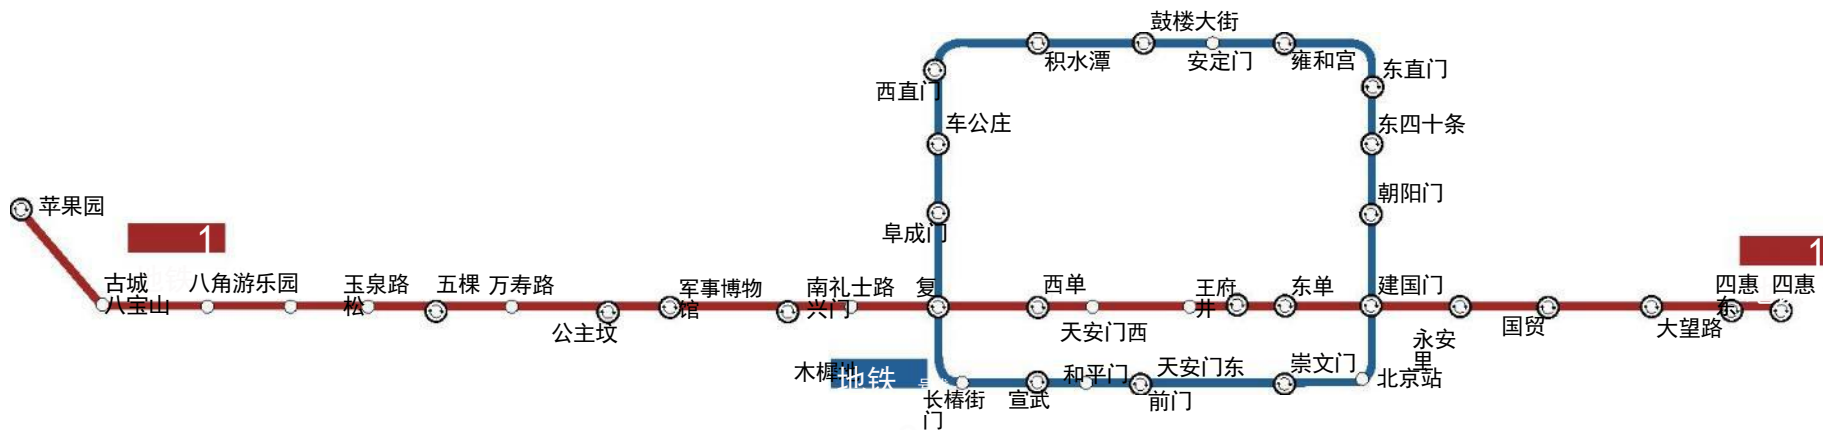 鼓楼大街
积水潭
安定门
雍和宫
东直门
西直门
车公庄
东四十条
朝阳门
苹果园
阜成门
1
1
古城
八宝山
八角游乐园
玉泉路
松
五棵
万寿路
军事博物
馆
南礼士路
兴门
复
西单
王府
井
东单
建国门
四惠
东
四惠
公主坟
天安门西
永安
里
国贸
大望路
木樨地
地铁
和平门
天安门东
崇文门
北京站
长椿街
门
宣武
前门